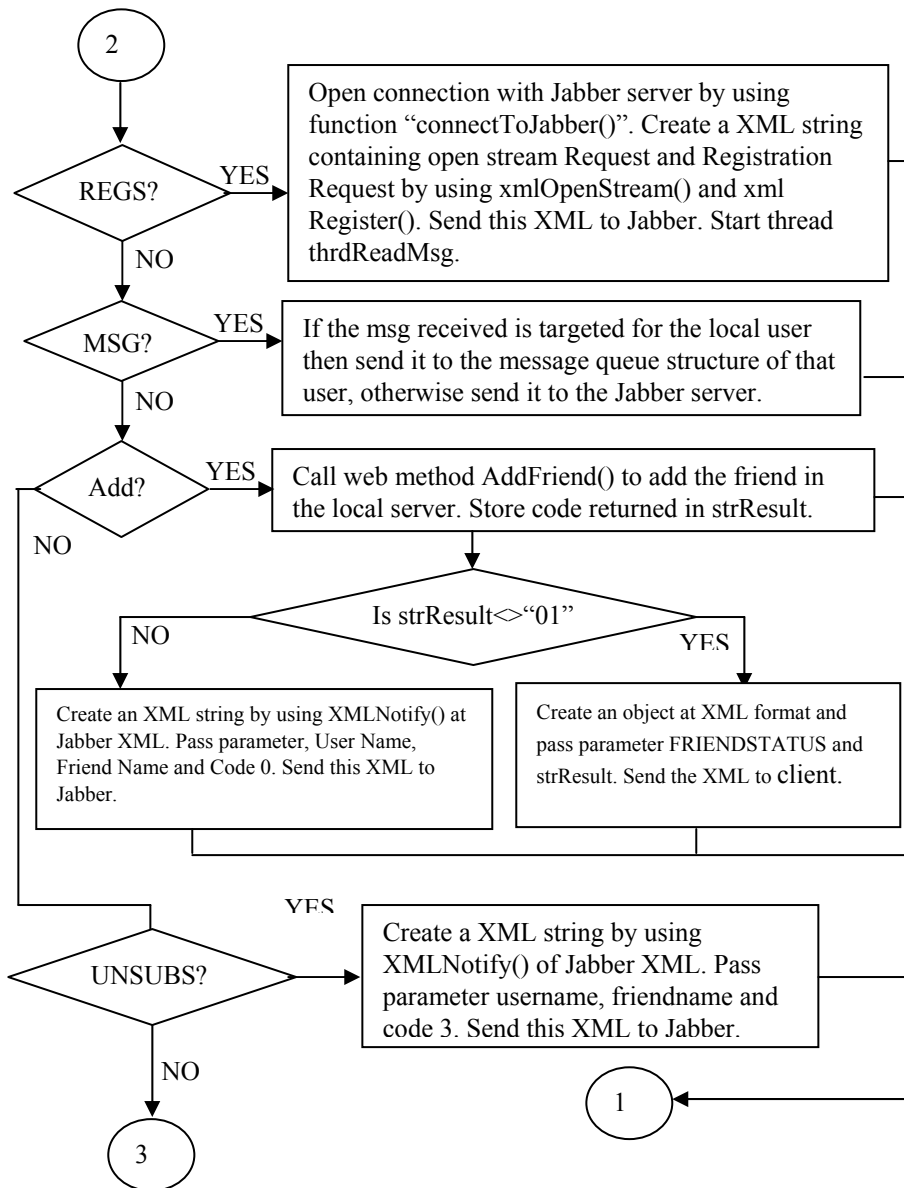 2
Open connection with Jabber server by using
function “connectToJabber()”. Create a XML string
containing open stream Request and Registration
Request by using xmlOpenStream() and xml
Register(). Send this XML to Jabber. Start thread
thrdReadMsg.
REGS?
YES
NO
MSG?
YES
If the msg received is targeted for the local user
then send it to the message queue structure of that
user, otherwise send it to the Jabber server.
NO
Add?
YES
Call web method AddFriend() to add the friend in
the local server. Store code returned in strResult.
NO
Is strResult<>“01”
NO
YES
Create an XML string by using XMLNotify() at
Jabber XML. Pass parameter, User Name,
Friend Name and Code 0. Send this XML to
Jabber.
Create an object at XML format and
pass parameter FRIENDSTATUS and
strResult. Send the XML to client.
UNSUBS?
YES
Create a XML string by using
XMLNotify() of Jabber XML. Pass
parameter username, friendname and
code 3. Send this XML to Jabber.
NO
1
3